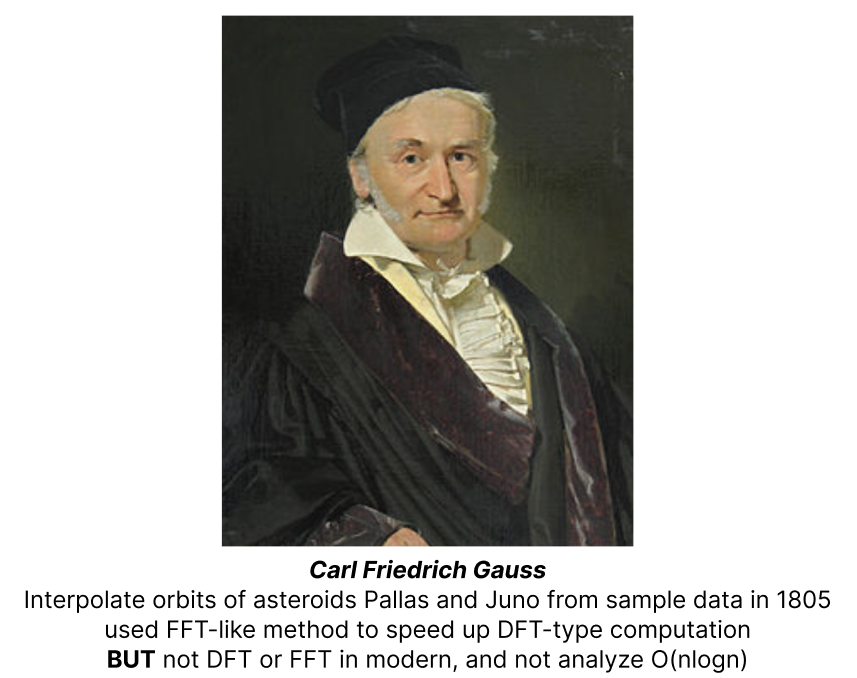 Carl Friedrich Gauss
Interpolate orbits of asteroids Pallas and Juno from sample data in 1805
used FFT-like method to speed up DFT-type computation
BUT not DFT or FFT in modern, and not analyze O(nlogn)